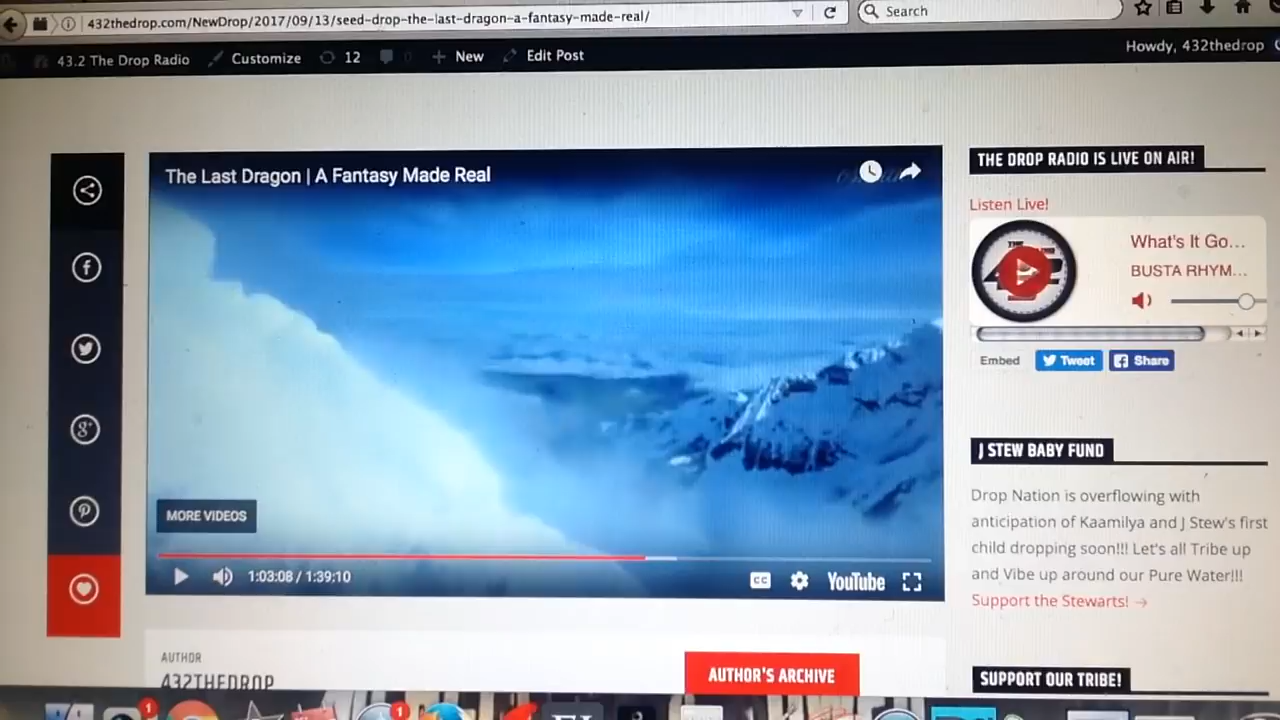 432thedrop.com/NewDrop/2017/09/13/seed-drop-the-last-dragon-a-fantasy-made-real/
Search
43.2 The Drop Radio
Customize
12
0
New
Edit Post
Howdy, 432thedrop
The Last Dragon | A Fantasy Made Real
MORE VIDEOS
1:03:08 / 1:39:10
CC
YouTube
AUTHOR
432THEDROP
AUTHOR'S ARCHIVE
THE DROP RADIO IS LIVE ON AIR!
Listen Live!
What's It Go...
BUSTA RHYM...
Embed
Tweet
Share
J STEW BABY FUND
Drop Nation is overflowing with
anticipation of Kaamilya and J Stew's first
child dropping soon!!! Let's all Tribe up
and Vibe up around our Pure Water!!!
Support the Stewarts! →
SUPPORT OUR TRIBE!
1
1